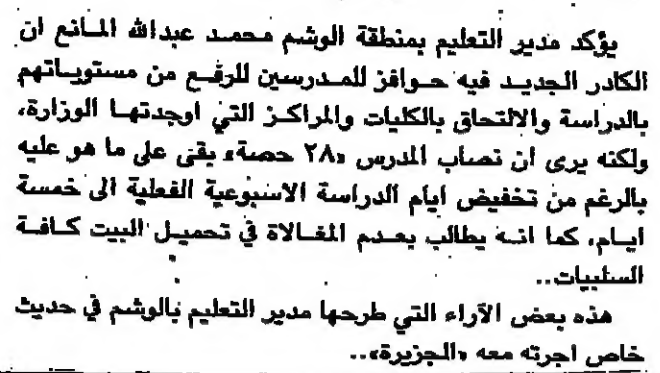 يؤكد مدير التعليم بمنطقة الوشم محمد عبدالله المانع ان
الكادر الجديد فيه حوافز للمدرسين للرفع من مستوياتهم
بالدراسة والالتحاق بالكليات والمراكز التي اوجدتها الوزارة،
ولكنه يرى ان نصاب المدرس «٢٨ حصة» بقى على ما هو عليه
بالرغم من تخفيض ايام الدراسة الاسبوعية الفعلية الى خمسة
ايام، كما انه يطالب بعدم المغالاة في تحميل البيت كافة
السلبيات..
هذه بعض الآراء التي طرحها مدير التعليم بالوشم في حديث
خاص اجرته معه «الجزيرة»..